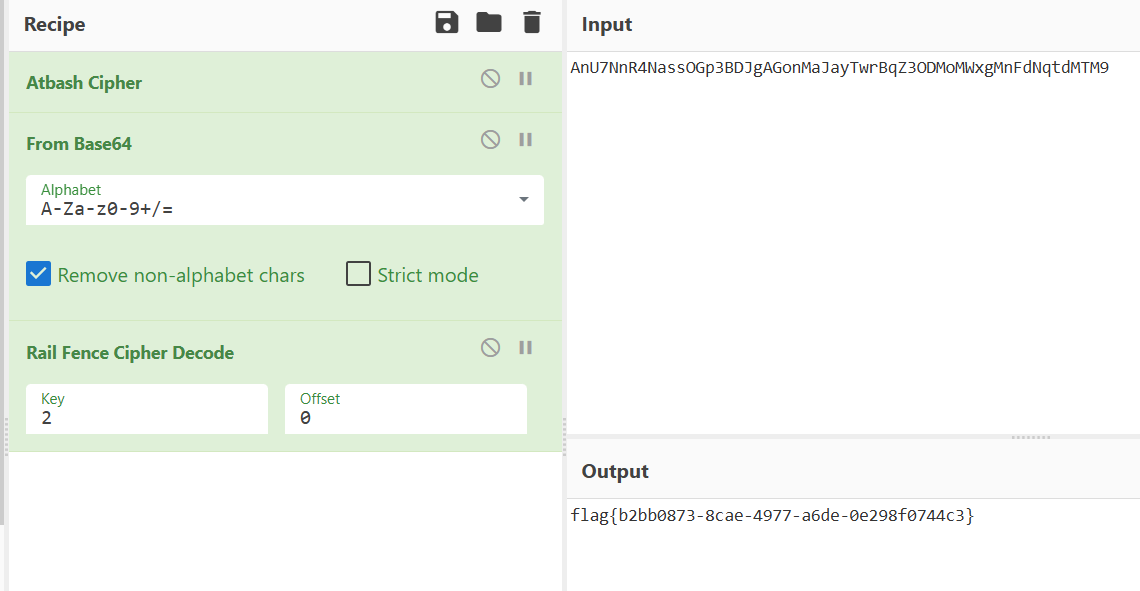 Recipe
Atbash Cipher
From Base64
Alphabet
A-Za-z0-9+/=
Remove non-alphabet chars
Strict mode
Rail Fence Cipher Decode
Key
2
Offset
0
Input
AnU7NnR4NassOGp3BDJgAGonMaJayTwrBqZ3ODMoMWxgMnFdNqtdMTM9
Output
flag{b2bb0873-8cae-4977-a6de-0e298f0744c3}